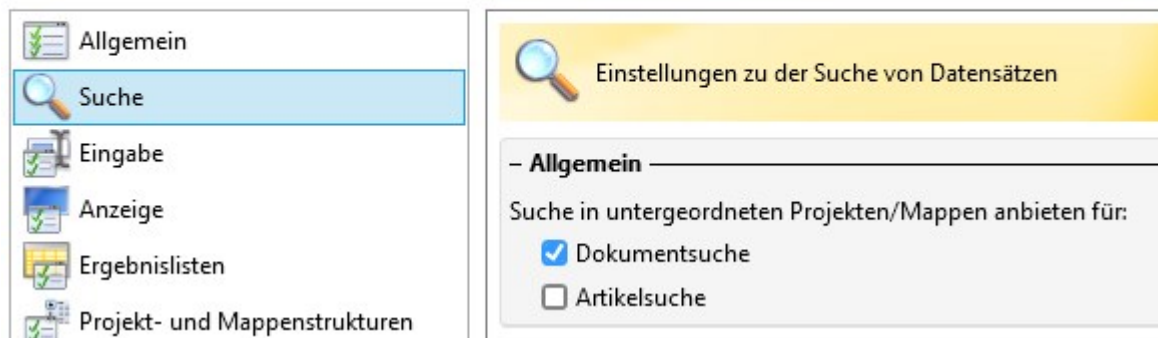 Allgemein
Suche
Eingabe
Anzeige
Ergebnislisten
Projekt- und Mappenstrukturen
Einstellungen zu der Suche von Datensätzen
– Allgemein
Suche in untergeordneten Projekten/Mappen anbieten für:
Dokumentsuche
Artikelsuche